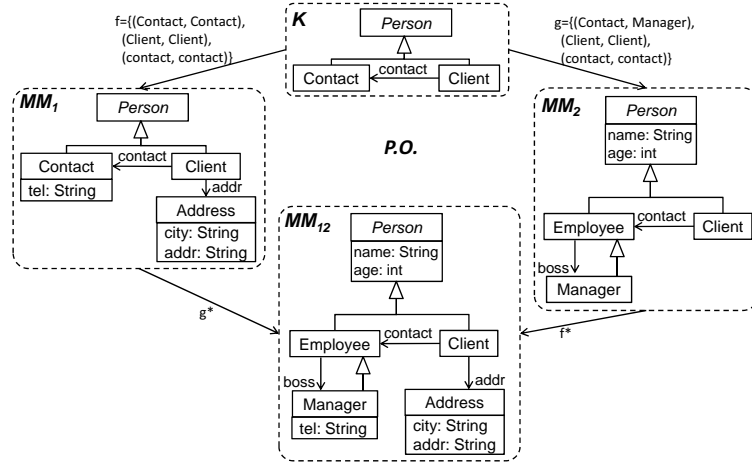 f={(Contact, Contact),
(Client, Client),
(contact, contact)}
K
Person
Contact
contact
Client
g={(Contact, Manager),
(Client, Client),
(contact, contact)}
MM1
Person
Contact
tel: String
contact
Client
addr
Address
city: String
addr: String
P.O.
MM2
Person
name: String
age: int
Employee
contact
Client
boss
Manager
g*
f*
MM12
Person
name: String
age: int
Employee
contact
Client
boss
addr
Manager
tel: String
Address
city: String
addr: String